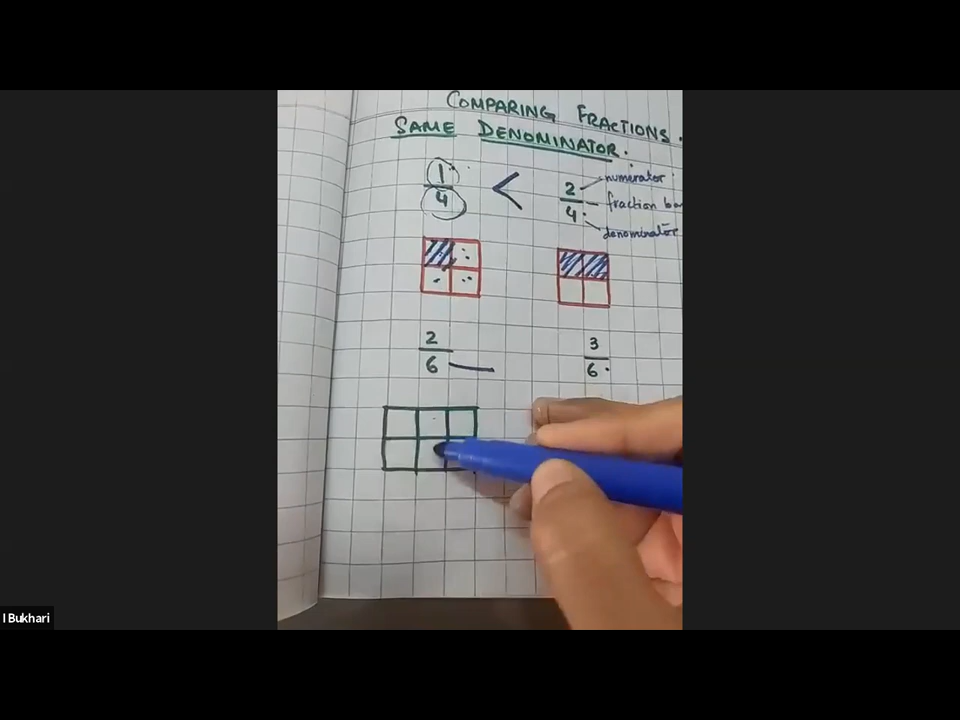 COMPARING FRACTIONS.
SAME DENOMINATOR.
1/4 < 2/4
numerator
fraction
denominator
2/6 3/6
I Bukhari